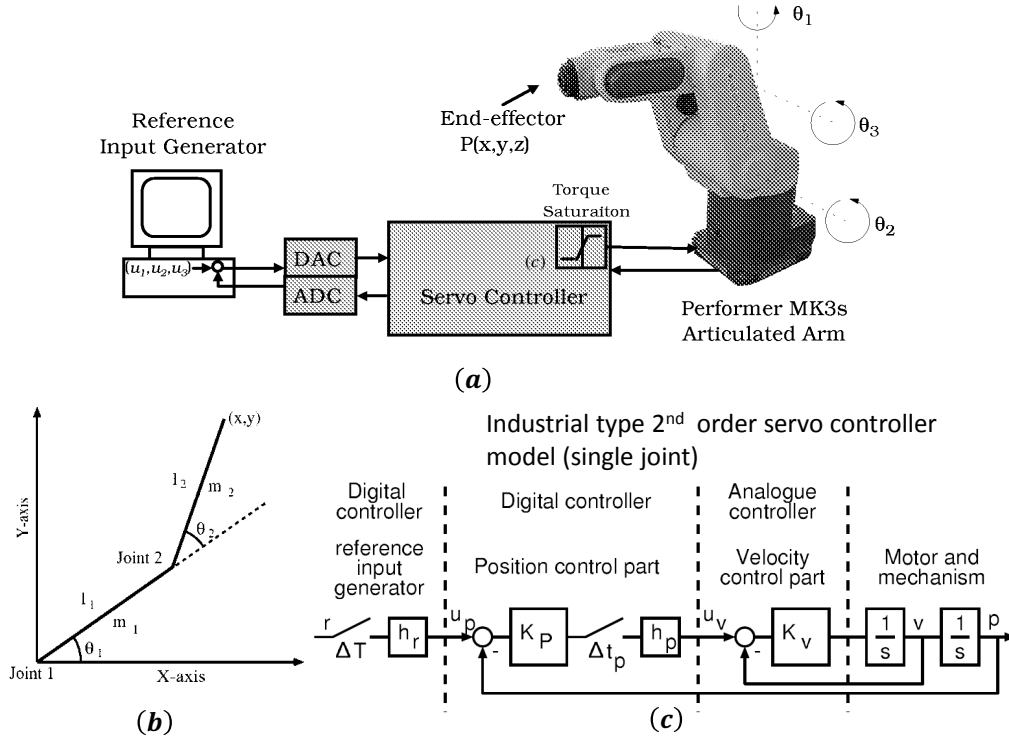 θ1
Reference
Input Generator
End-effector
P(x,y,z)
θ3
Torque
Saturaiton
θ2
(u1,u2,u3)
DAC
ADC
(c)
Servo Controller
Performer MK3s
Articulated Arm
(a)
Y-axis
(x,y)
l2
m2
θ2
Joint 2
l1
m1
θ1
Joint 1
X-axis
(b)
Industrial type 2nd order servo controller
model (single joint)
Digital
controller
reference
input
generator
Digital controller
Position control part
Analogue
controller
Velocity
control part
Motor and
mechanism
r
ΔT
hr
up
-
KP
Δtp
hp
uv
-
Kv
1
s
v
1
s
p
(c)